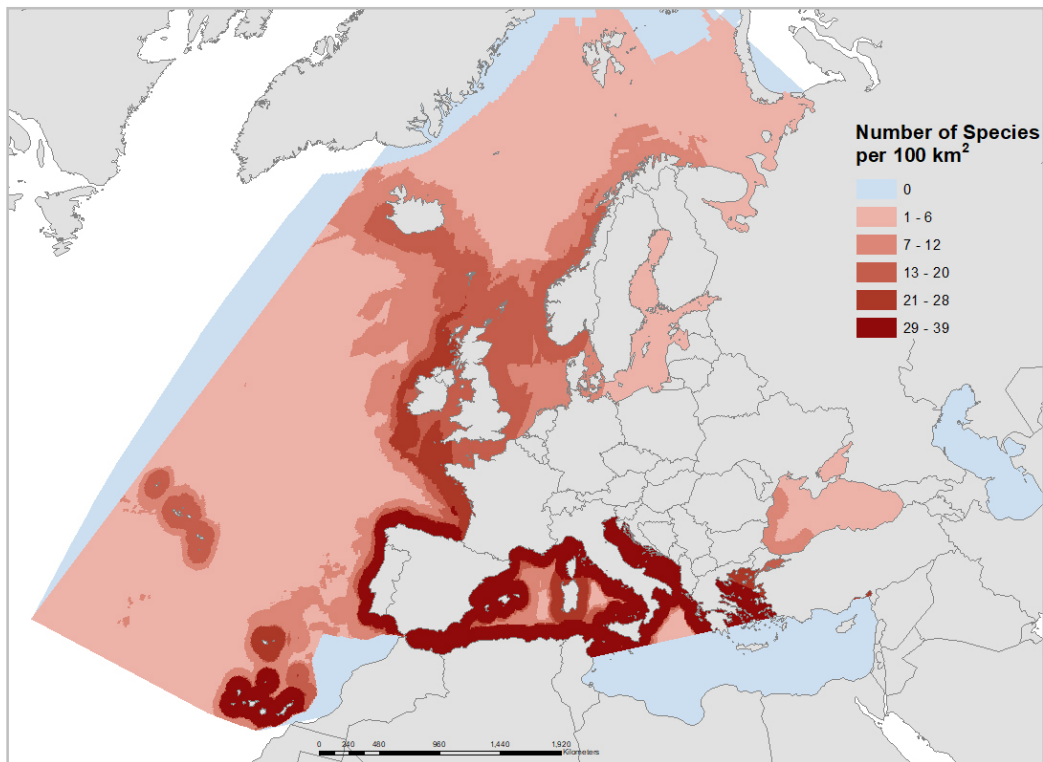 Number of Species
per 100 km²
0
1 - 6
7 - 12
13 - 20
21 - 28
29 - 39
0 240 480 960 1,440 1,920
Kilometers